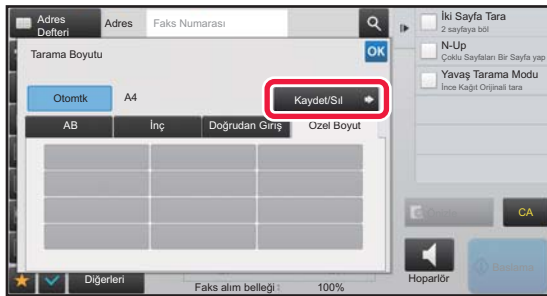 Adres
Defteri
Adres
Faks Numarası
Tarama Boyutu
OK
Otomtk
A4
Kaydet/Sıl
AB
İnç
Doğrudan Giriş
Özel Boyut
Diğerleri
Faks alım belleği :
100%
İki Sayfa Tara
2 sayfaya böl
N-Up
Çoklu Sayfaları Bir Sayfa yap
Yavaş Tarama Modu
İnce Kağıt Orijinali tara
CA
Hoparlör